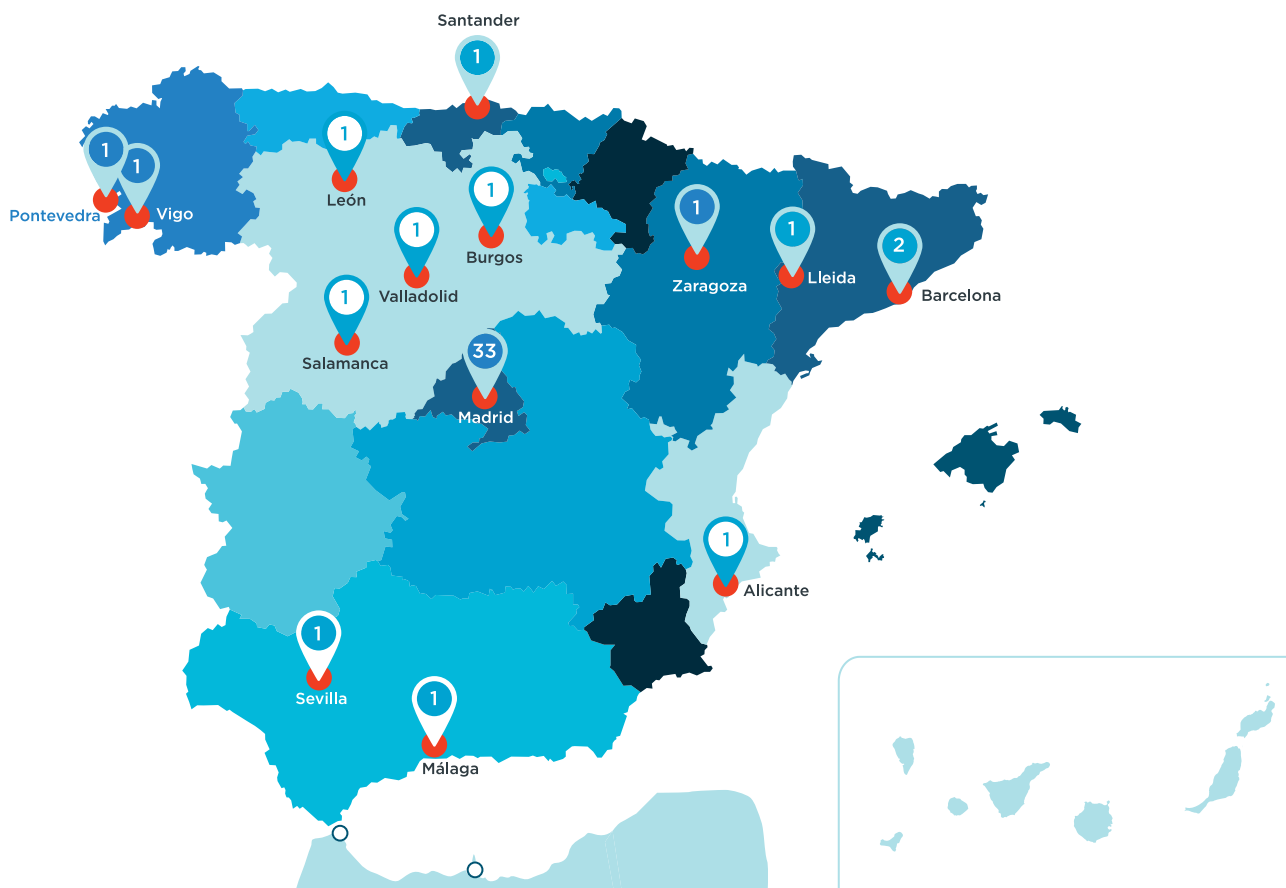 Santander
1
1
León
1
1
Pontevedra
Vigo
1
Burgos
1
Valladolid
1
Zaragoza
1
Lleida
2
Barcelona
1
Salamanca
33
Madrid
1
Alicante
1
Sevilla
1
Málaga